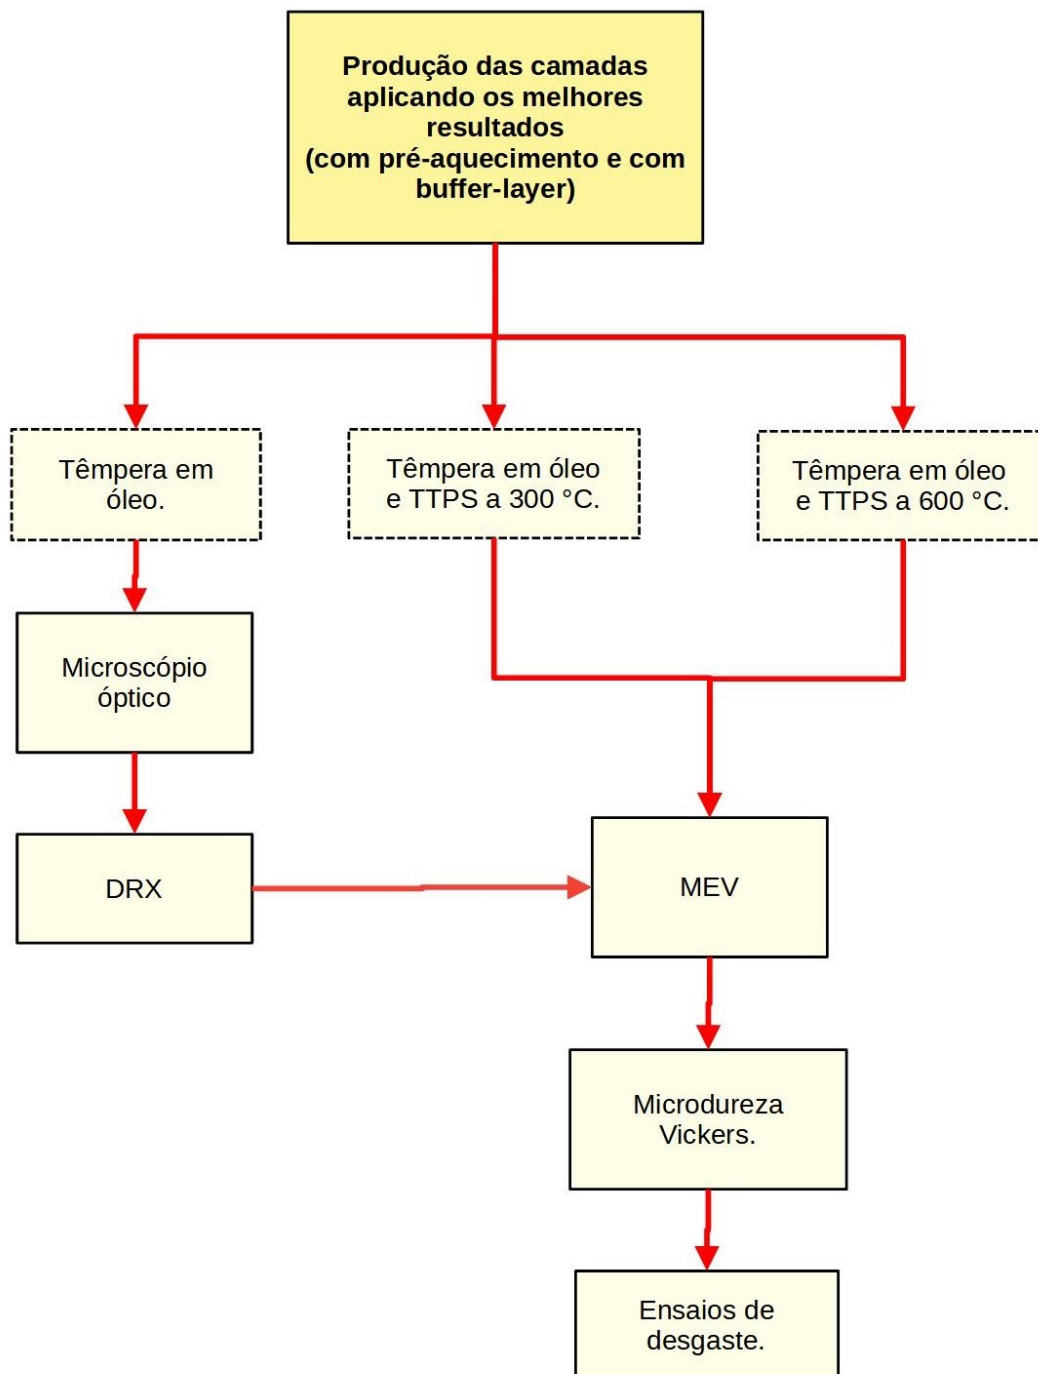 Produção das camadas
aplicando os melhores
resultados
(com pré-aquecimento e com
buffer-layer)
Têmpera em
óleo.
Têmpera em óleo
e TTPS a 300 °C.
Têmpera em óleo
e TTPS a 600 °C.
Microscópio
óptico
DRX
MEV
Microdureza
Vickers.
Ensaios de
desgaste.